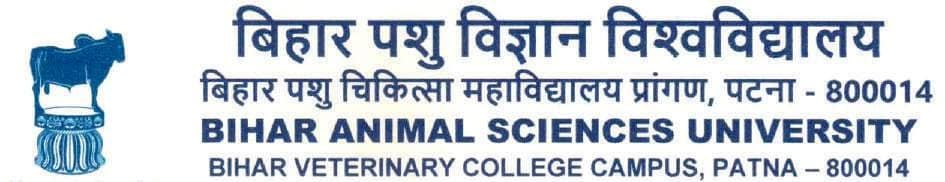 बिहार पशु विज्ञान विश्वविद्यालय
बिहार पशु चिकित्सा महाविद्यालय प्रांगण, पटना - 800014
BIHAR ANIMAL SCIENCES UNIVERSITY
BIHAR VETERINARY COLLEGE CAMPUS, PATNA – 800014